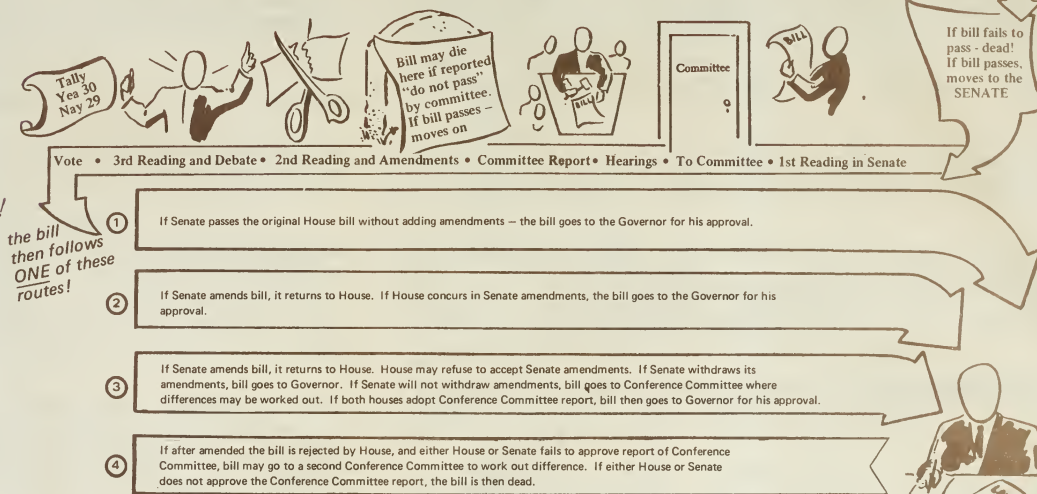 Tally
Yea 30
Nay 29
Bill may die
here if reported
"do not pass"
by committee.
If bill passes –
moves on
BILL
Committee
BILL
If bill fails to
pass - dead!
If bill passes,
moves to the
SENATE
Vote • 3rd Reading and Debate • 2nd Reading and Amendments • Committee Report • Hearings • To Committee • 1st Reading in Senate
!
the bill
then follows
ONE of these
routes!
1
If Senate passes the original House bill without adding amendments – the bill goes to the Governor for his approval.
2
If Senate amends bill, it returns to House. If House concurs in Senate amendments, the bill goes to the Governor for his
approval.
3
If Senate amends bill, it returns to House. House may refuse to accept Senate amendments. If Senate withdraws its
amendments, bill goes to Governor. If Senate will not withdraw amendments, bill goes to Conference Committee where
differences may be worked out. If both houses adopt Conference Committee report, bill then goes to Governor for his approval.
4
If after amended the bill is rejected by House, and either House or Senate fails to approve report of Conference
Committee, bill may go to a second Conference Committee to work out difference. If either House or Senate
does not approve the Conference Committee report, the bill is then dead.